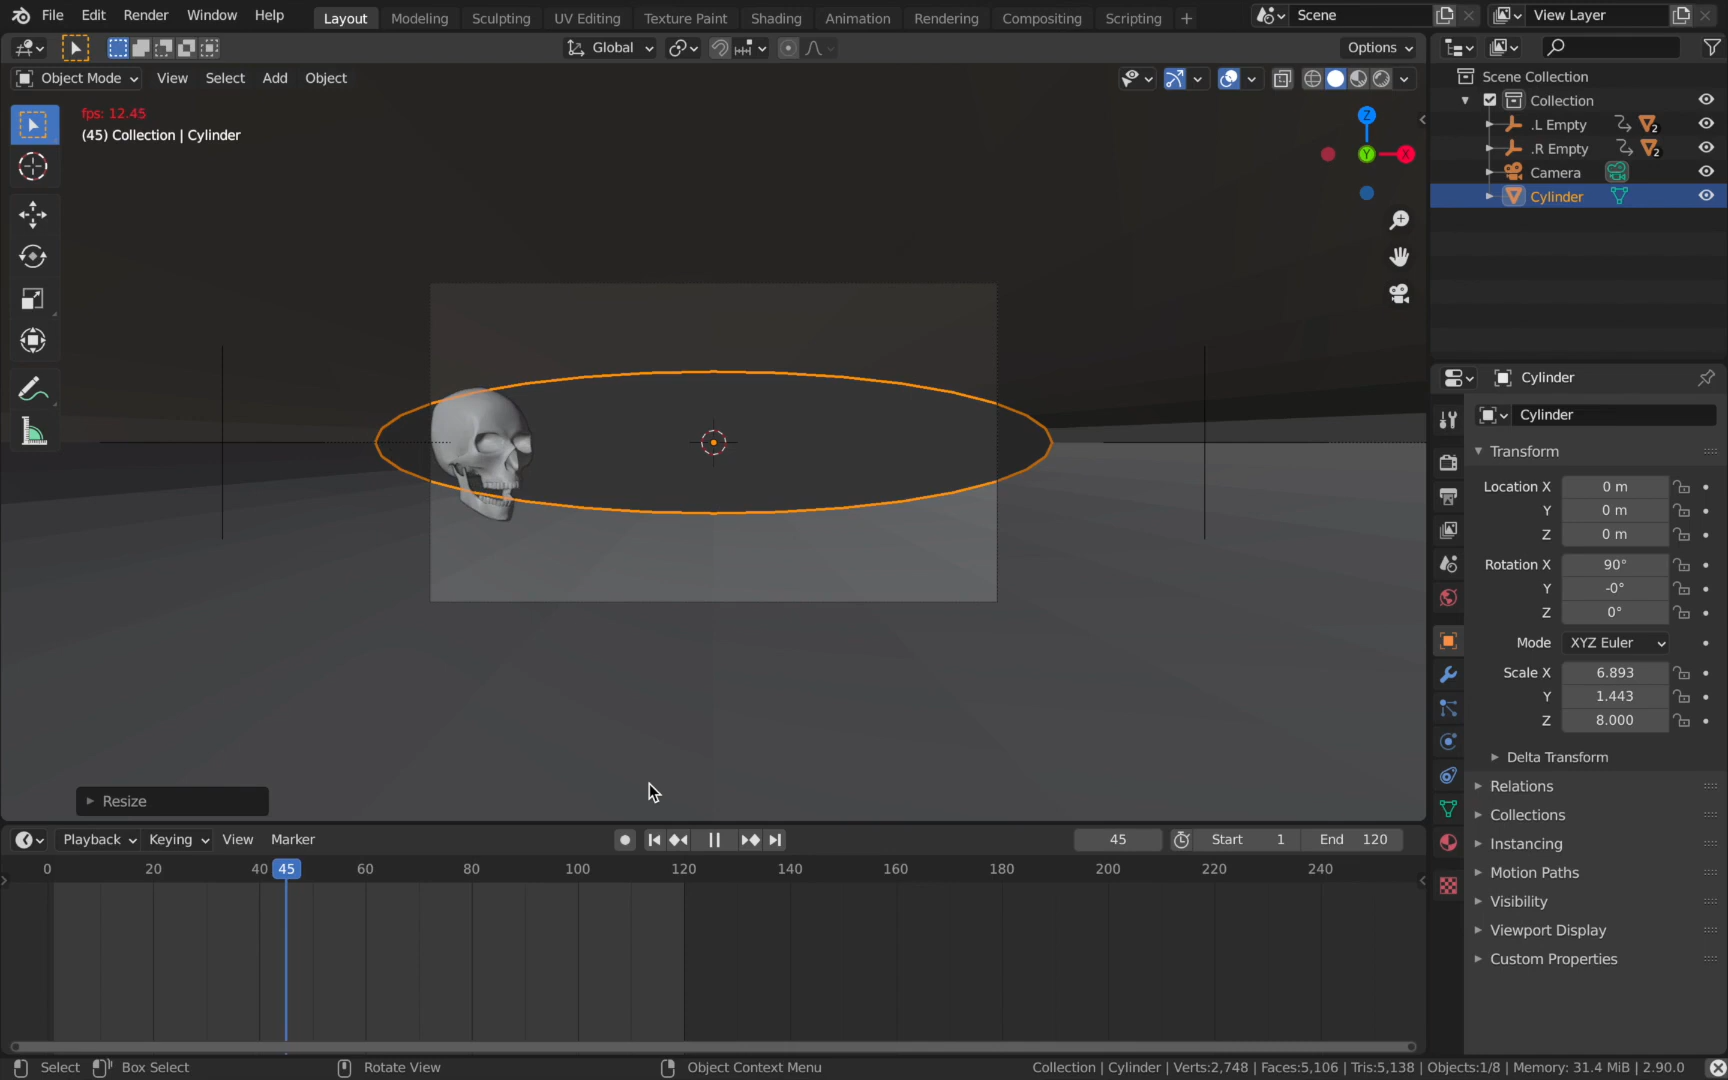 File Edit Render Window Help Layout Modeling Sculpting UV Editing Texture Paint Shading Animation Rendering Compositing Scripting + Scene View Layer
Global Options
Object Mode View Select Add Object
Scene Collection
fps: 12.45
(45) Collection | Cylinder
Z
Y
X
Collection
.L Empty 2
.R Empty 2
Camera
Cylinder
Cylinder
Cylinder
Transform
Location X 0 m
Y 0 m
Z 0 m
Rotation X 90°
Y -0°
Z 0°
Mode XYZ Euler
Scale X 6.893
Y 1.443
Z 8.000
Delta Transform
Relations
Collections
Instancing
Motion Paths
Visibility
Viewport Display
Custom Properties
Resize
Playback Keying View Marker 45 Start 1 End 120
0 20 40 45 60 80 100 120 140 160 180 200 220 240
Select Box Select Rotate View Object Context Menu Collection | Cylinder | Verts:2,748 | Faces:5,106 | Tris:5,138 | Objects:1/8 | Memory: 31.4 MiB | 2.90.0